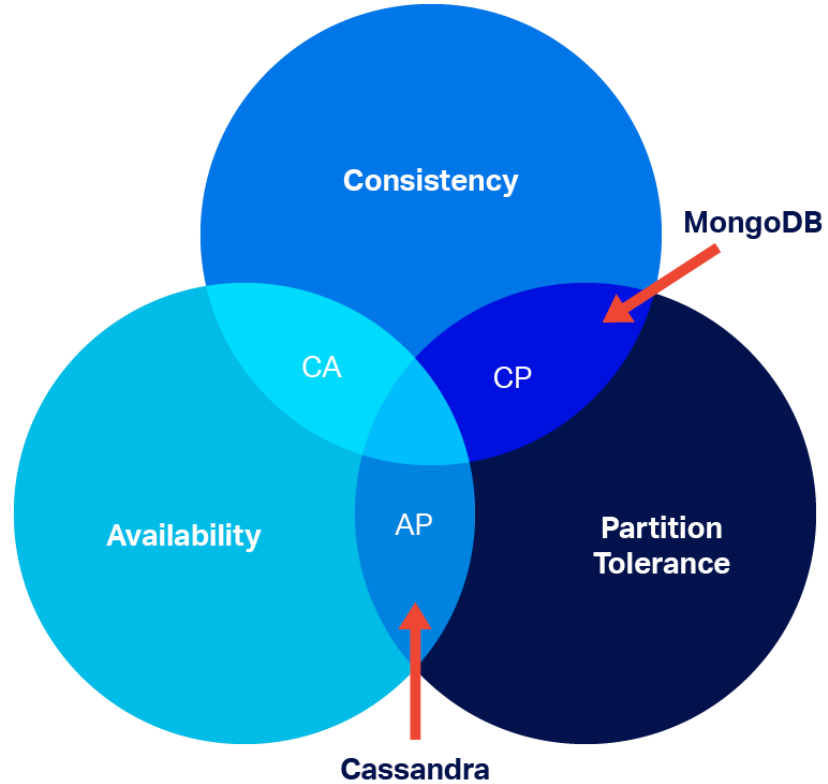 Consistency
MongoDB
CA
CP
Availability
AP
Partition
Tolerance
Cassandra